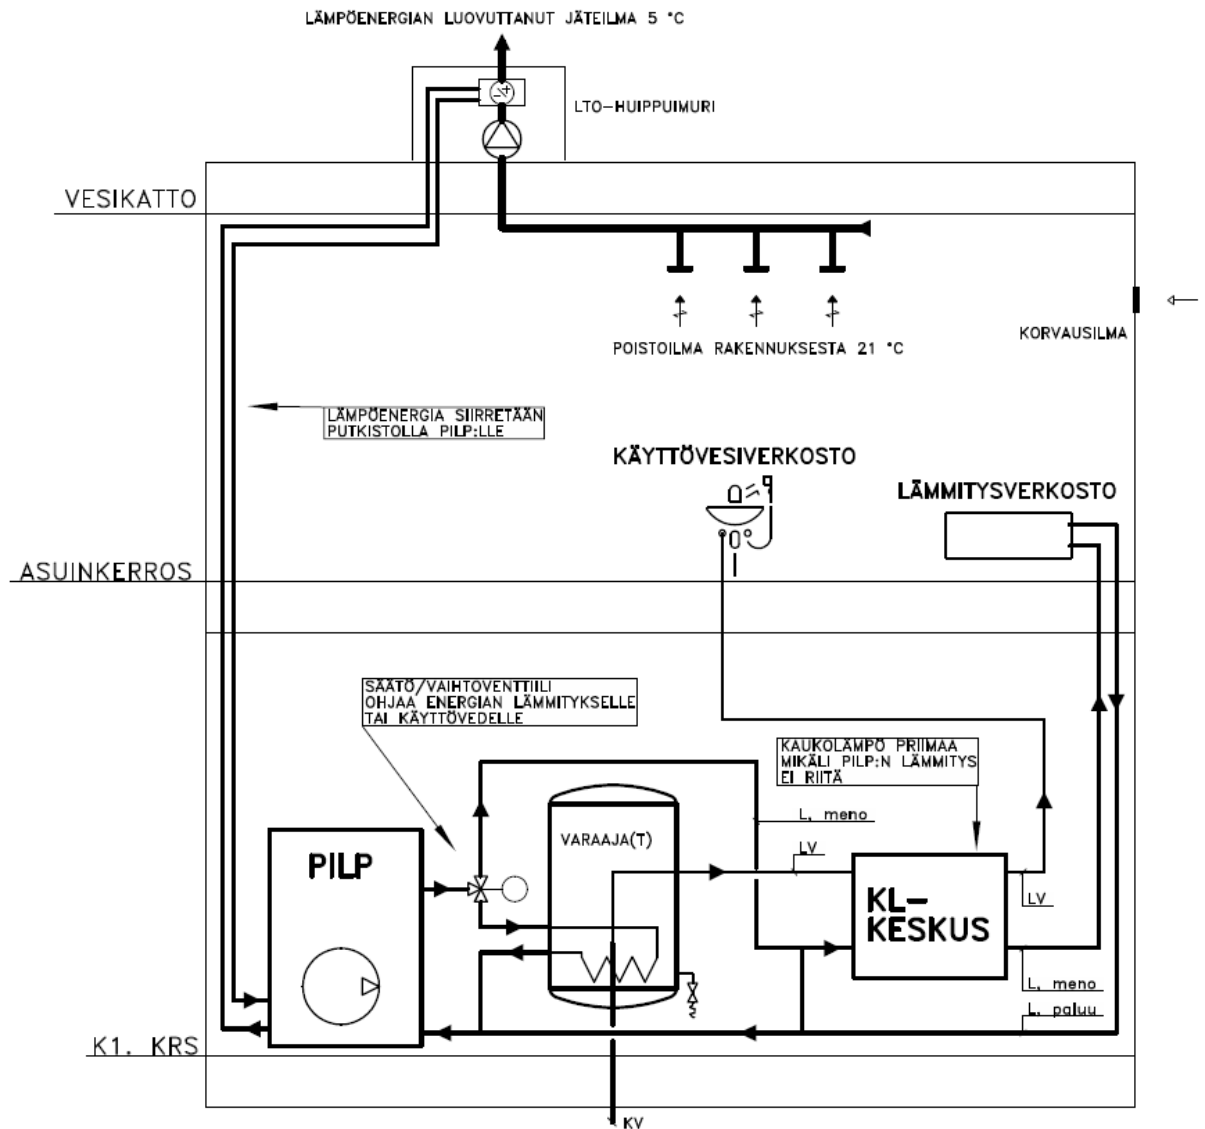 LÄMPÖENERGIAN LUOVUTTANUT JÄTEILMA 5 °C
LTO-HUIPPUIMURI
VESIKATTO
KORVAUSILMA
POISTOILMA RAKENNUKSESTA 21 °C
LÄMPÖENERGIA SIIRRETÄÄN
PUTKISTOLLA PILP:LLE
KÄYTTÖVESIVERKOSTO
LÄMMITYSVERKOSTO
ASUINKERROS
SÄÄTÖ/VAIHTOVENTTIILI
OHJAA ENERGIAN LÄMMITYKSELLE
TAI KÄYTTÖVEDELLE
KAUKOLÄMPÖ PRIIMAA
MIKÄLI PILP:N LÄMMITYS
EI RIITÄ
L, meno
VARAAJA(T)
LV
PILP
KL-
KESKUS
LV
L, meno
L, paluu
K1. KRS
KV